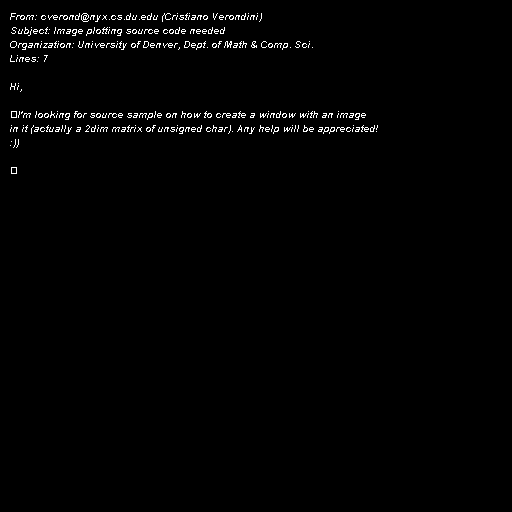 From: cverond@nyx.cs.du.edu (Cristiano Verondini)
Subject: Image plotting source code needed
Organization: University of Denver, Dept. of Math & Comp. Sci.
Lines: 7
Hi,
I'm looking for source sample on how to create a window with an image
in it (actually a 2dim matrix of unsigned char). Any help will be appreciated!
:))